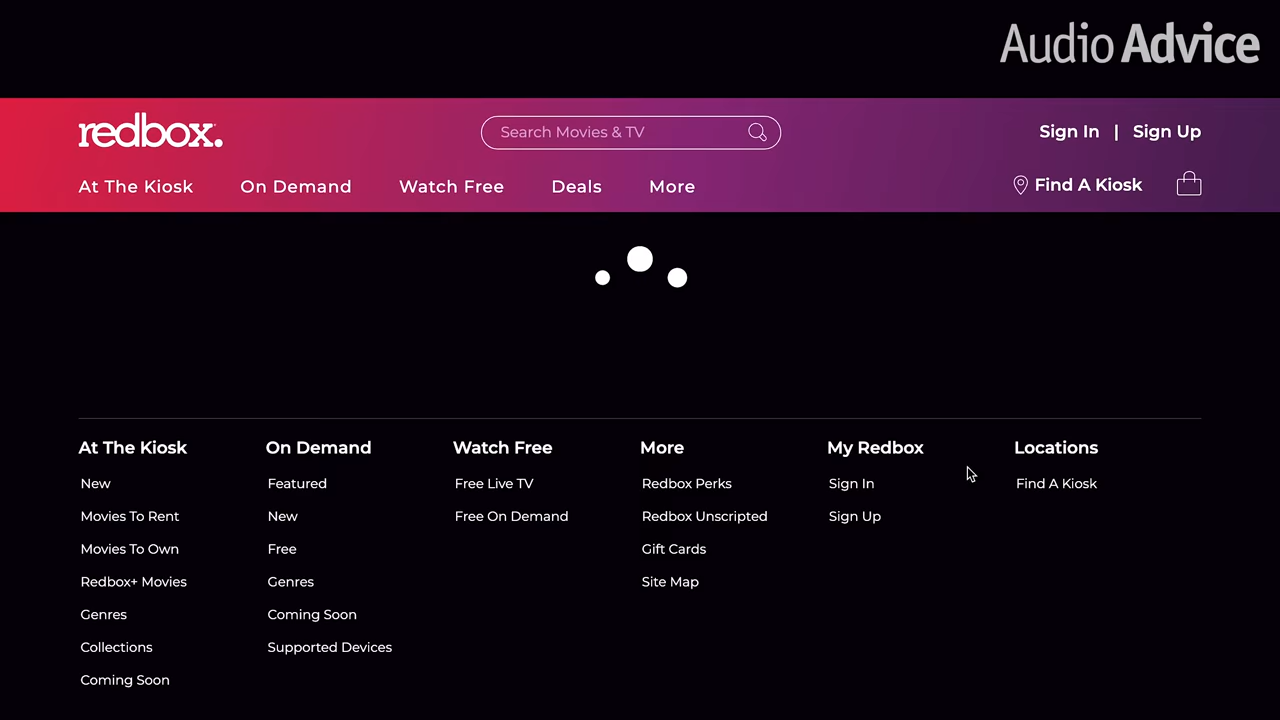 Audio Advice
redbox.
Search Movies & TV
Sign In | Sign Up
At The Kiosk
On Demand
Watch Free
Deals
More
Find A Kiosk
At The Kiosk
New
Movies To Rent
Movies To Own
Redbox+ Movies
Genres
Collections
Coming Soon
On Demand
Featured
New
Free
Genres
Coming Soon
Supported Devices
Watch Free
Free Live TV
Free On Demand
More
Redbox Perks
Redbox Unscripted
Gift Cards
Site Map
My Redbox
Sign In
Sign Up
Locations
Find A Kiosk